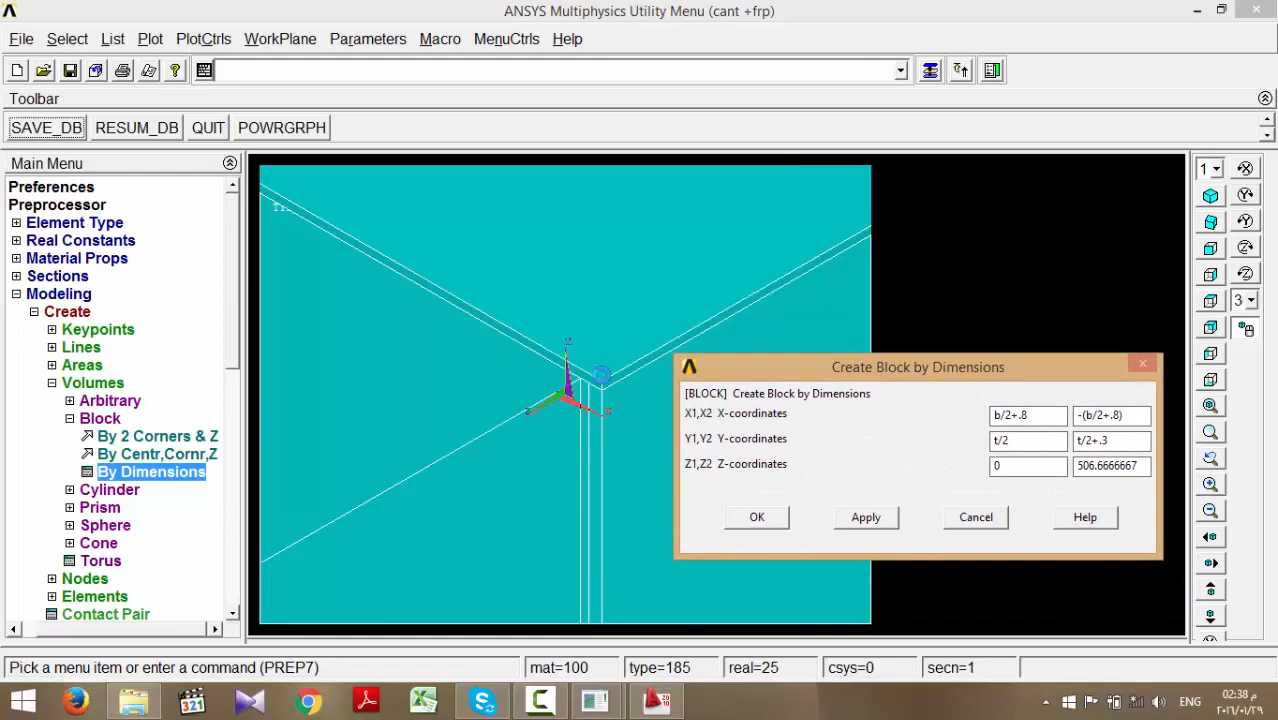 ANSYS Multiphysics Utility Menu (cant +frp)
File Select List Plot PlotCtrls WorkPlane Parameters Macro MenuCtrls Help
Toolbar
SAVE_DB RESUM_DB QUIT POWRGRPH
Main Menu
Preferences
Preprocessor
Element Type
Real Constants
Material Props
Sections
Modeling
Create
Keypoints
Lines
Areas
Volumes
Arbitrary
Block
By 2 Corners & Z
By Centr,Cornr,Z
By Dimensions
Cylinder
Prism
Sphere
Cone
Torus
Nodes
Elements
Contact Pair
1
3
Create Block by Dimensions
[BLOCK] Create Block by Dimensions
X1,X2 X-coordinates b/2+.8 -(b/2+.8)
Y1,Y2 Y-coordinates t/2 t/2+.3
Z1,Z2 Z-coordinates 0 506.6666667
OK Apply Cancel Help
Pick a menu item or enter a command (PREP7) mat=100 type=185 real=25 csys=0 secn=1
321
ENG
02:38 م
٢٠١٦/٠١/٢٩